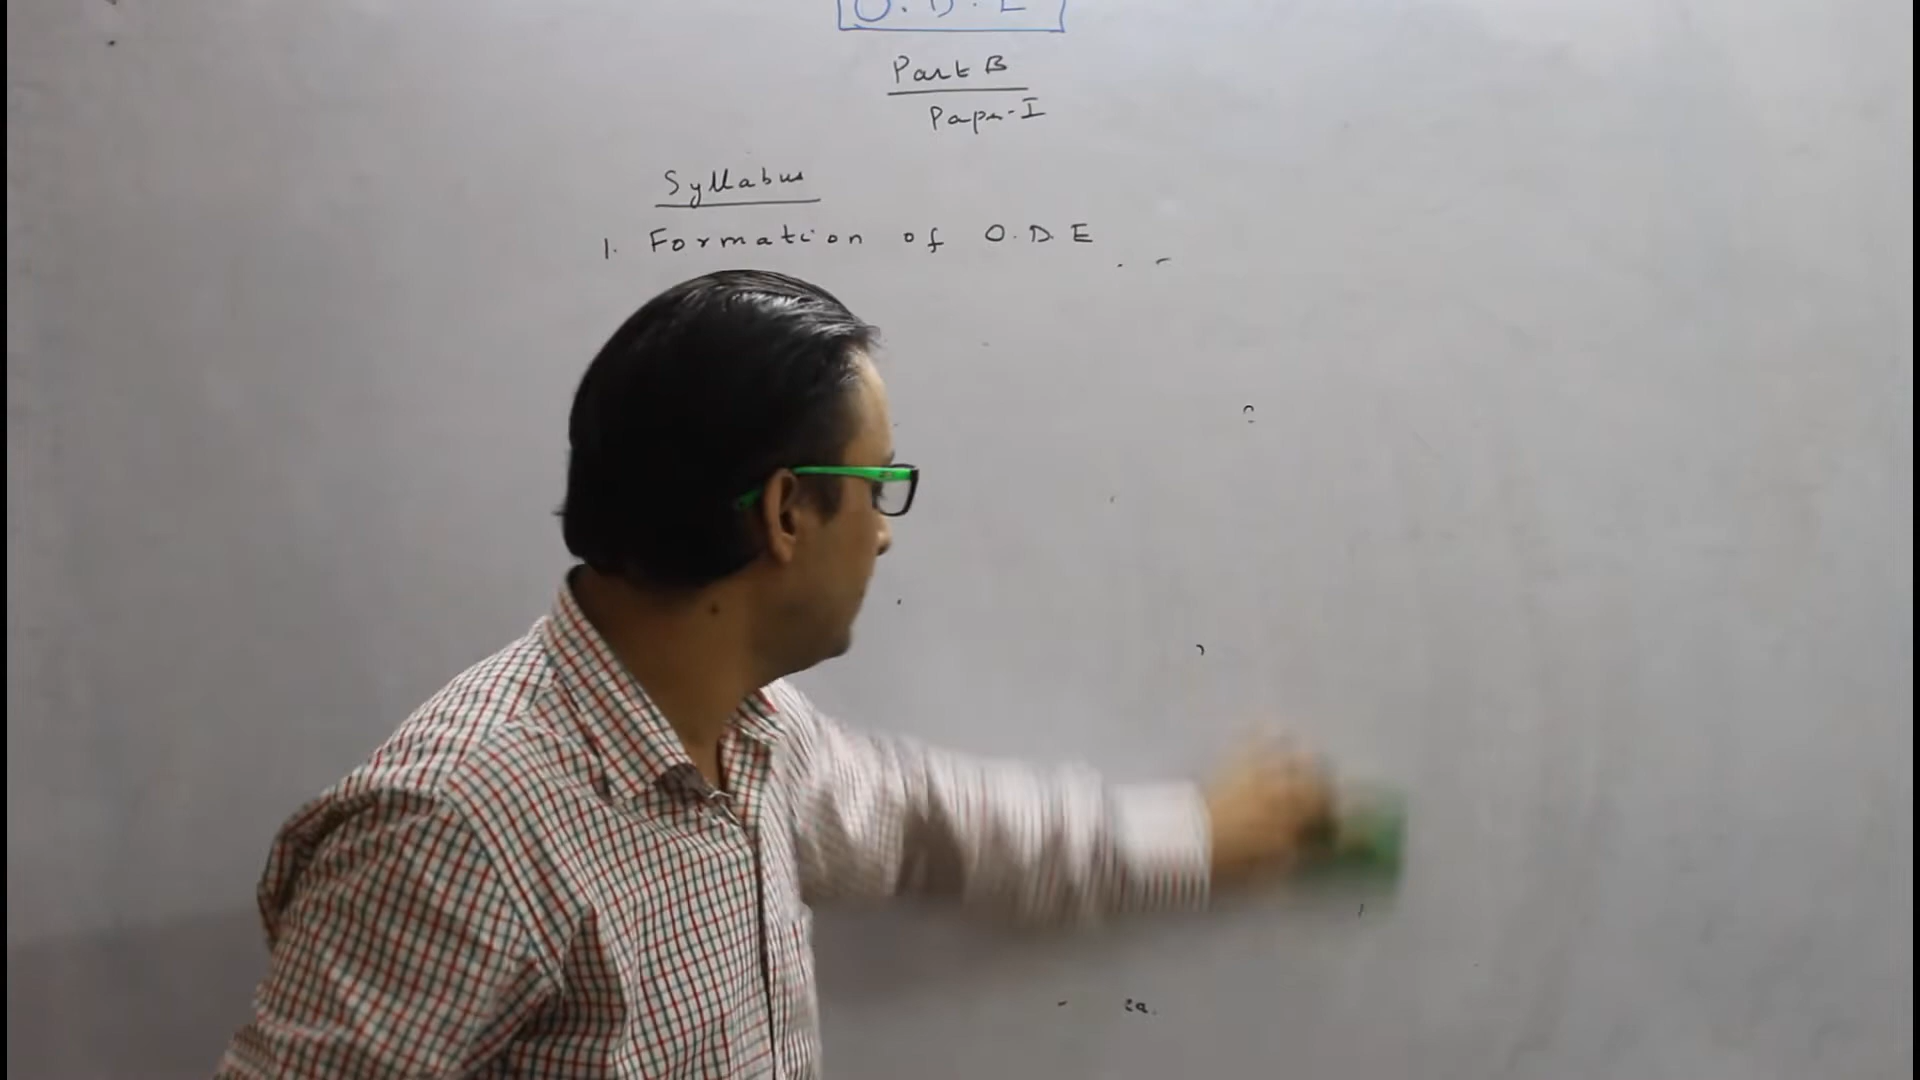 O. D. E
Part B
Paper-I
Syllabus
1. Formation of O.D.E